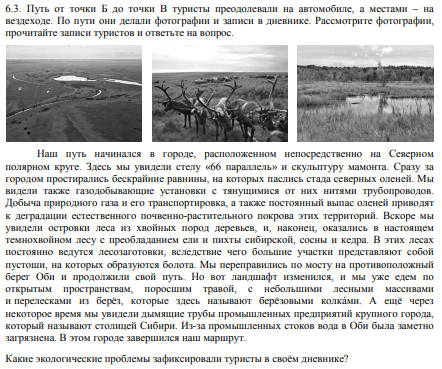 6.3. Путь от точки Б до точки В туристы преодолевали на автомобиле, а местами – на
вездеходе. По пути они делали фотографии и записи в дневнике. Рассмотрите фотографии,
прочитайте записи туристов и ответьте на вопрос.
Наш путь начинался в городе, расположенном непосредственно на Северном
полярном круге. Здесь мы увидели стелу «66 параллель» и скульптуру мамонта. Сразу за
городом простирались бескрайние равнины, на которых паслись стада северных оленей. Мы
видели также газодобывающие установки с тянущимися от них нитями трубопроводов.
Добыча природного газа и его транспортировка, а также постоянный выпас оленей приводят
к деградации естественного почвенно-растительного покрова этих территорий. Вскоре мы
увидели островки леса из хвойных пород деревьев, и, наконец, оказались в настоящем
темнохвойном лесу с преобладанием ели и пихты сибирской, сосны и кедра. В этих лесах
постоянно ведутся лесозаготовки, вследствие чего большие участки представляют собой
пустоши, на которых образуются болота. Мы переправились по мосту на противоположный
берег Оби и продолжили свой путь. Но вот ландшафт изменился, и мы уже едем по
открытым пространствам, поросшим травой, с небольшими лесными массивами
и перелесками из берёз, которые здесь называют берёзовыми колка́ми. А ещё через
некоторое время мы увидели дымящие трубы промышленных предприятий крупного города,
который называют столицей Сибири. Из-за промышленных стоков вода в Оби была заметно
загрязнена. В этом городе завершился наш маршрут.
Какие экологические проблемы зафиксировали туристы в своём дневнике?